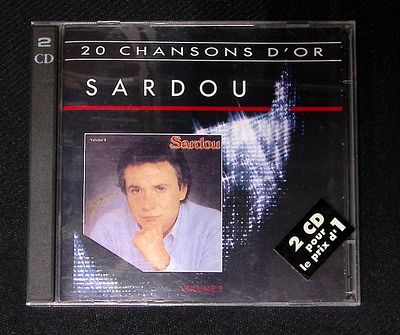 2
CD
20 CHANSONS D'OR
SARDOU
Sardou
2 CD
pour
le prix d'1
VOLUME 2